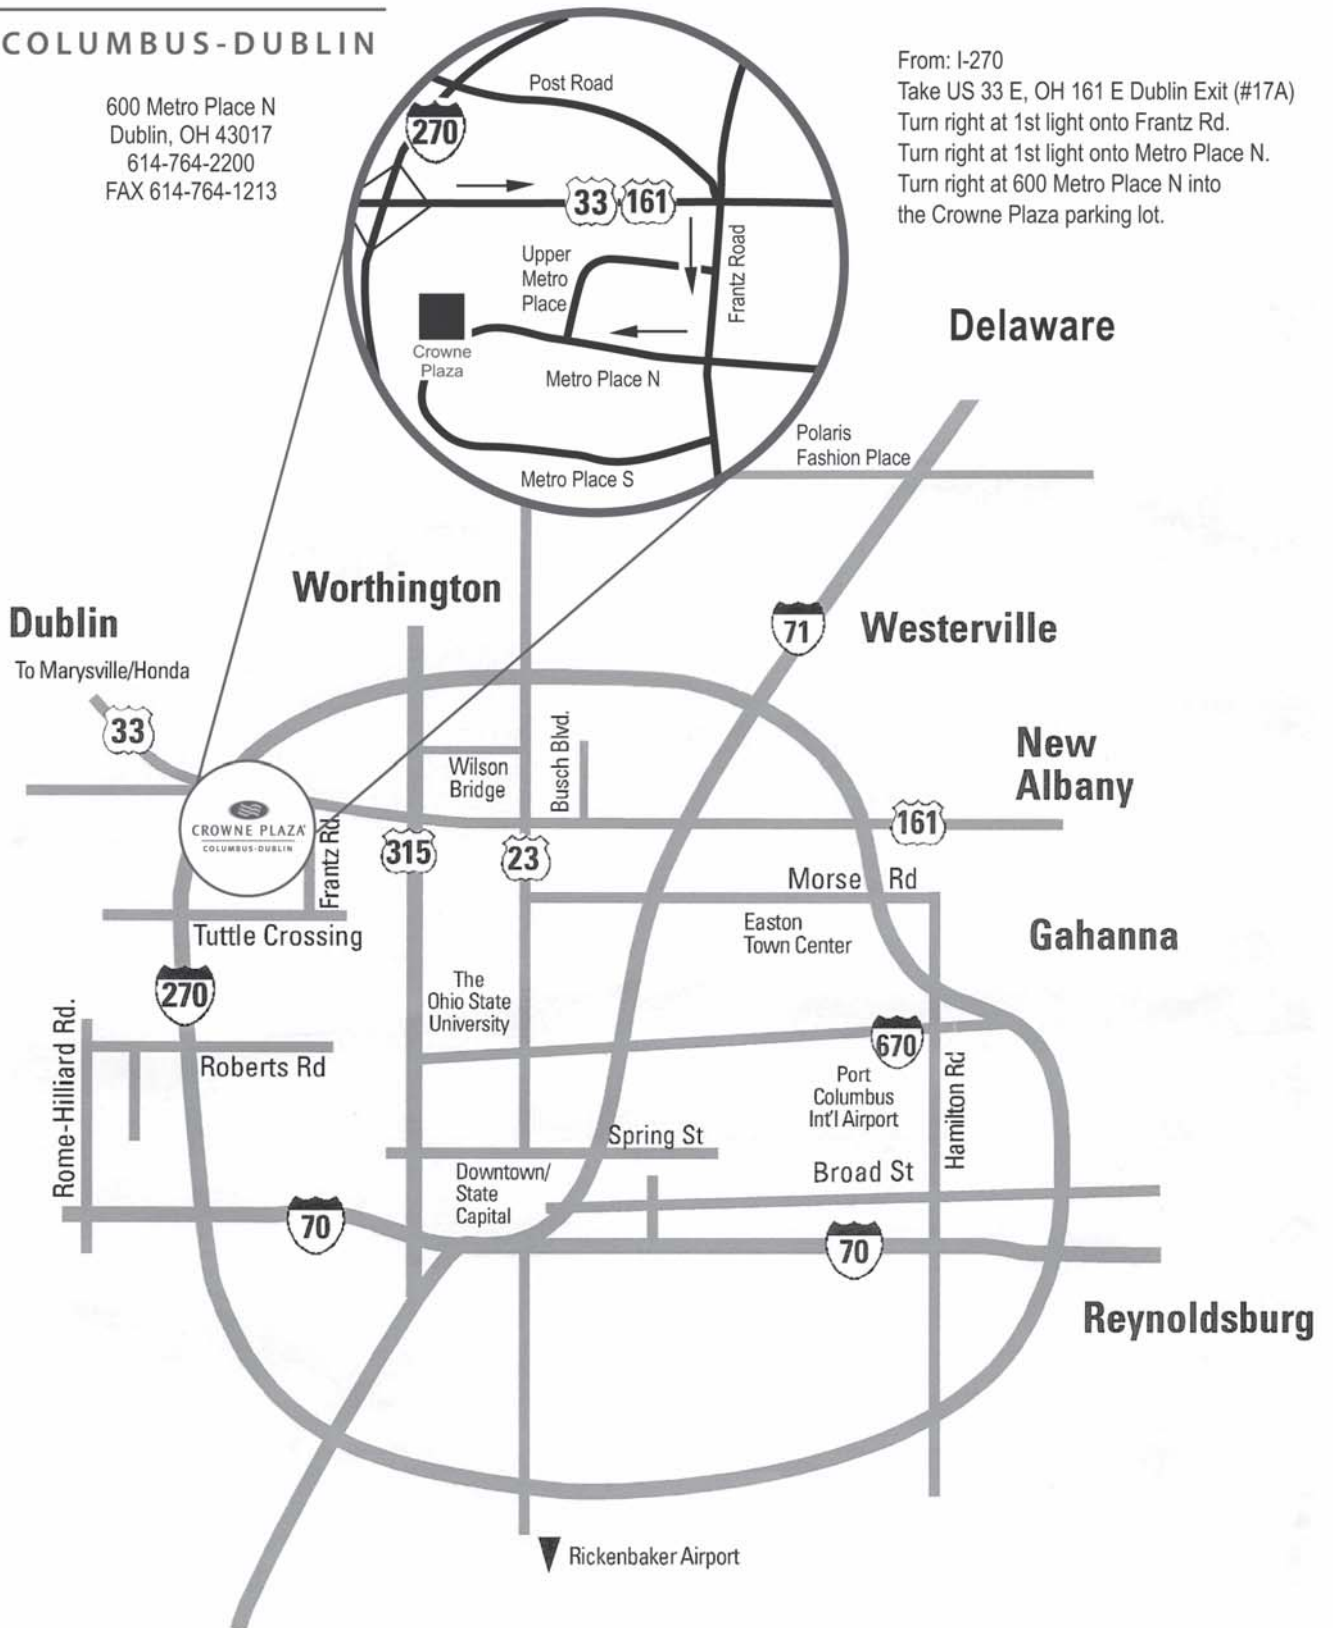 COLUMBUS-DUBLIN
600 Metro Place N
Dublin, OH 43017
614-764-2200
FAX 614-764-1213
From: I-270
Take US 33 E, OH 161 E Dublin Exit (#17A)
Turn right at 1st light onto Frantz Rd.
Turn right at 1st light onto Metro Place N.
Turn right at 600 Metro Place N into
the Crowne Plaza parking lot.
Post Road
270
33 161
Upper
Metro
Place
Frantz Road
Crowne
Plaza
Metro Place N
Metro Place S
Delaware
Polaris
Fashion Place
Worthington
Dublin
To Marysville/Honda
33
71
Westerville
New
Albany
Wilson
Bridge
Busch Blvd.
CROWNE PLAZA
COLUMBUS-DUBLIN
Frantz Rd
315
23
161
Morse Rd
Easton
Town Center
Gahanna
Tuttle Crossing
270
The
Ohio State
University
Rome-Hilliard Rd.
Roberts Rd
670
Port
Columbus
Int'l Airport
Hamilton Rd
Spring St
Downtown/
State
Capital
Broad St
70
70
Reynoldsburg
Rickenbaker Airport